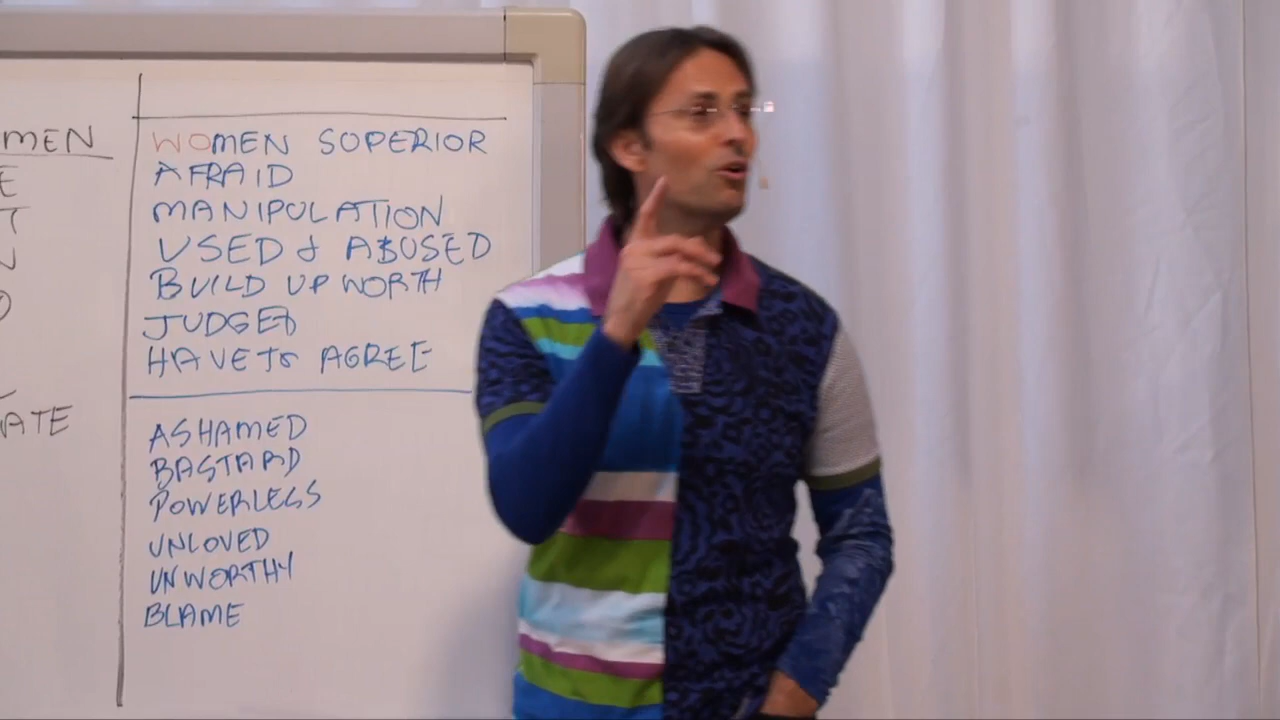 MEN
E
T
N
O
ATE
WOMEN SOPERIOR
AFRAID
MANIPULATION
USED & ABUSED
BUILD UP WORTH
JUDGED
HAVE TO AGREE
ASHAMED
BASTARD
POWERLESS
UNLOVED
UNWORTHY
BLAME